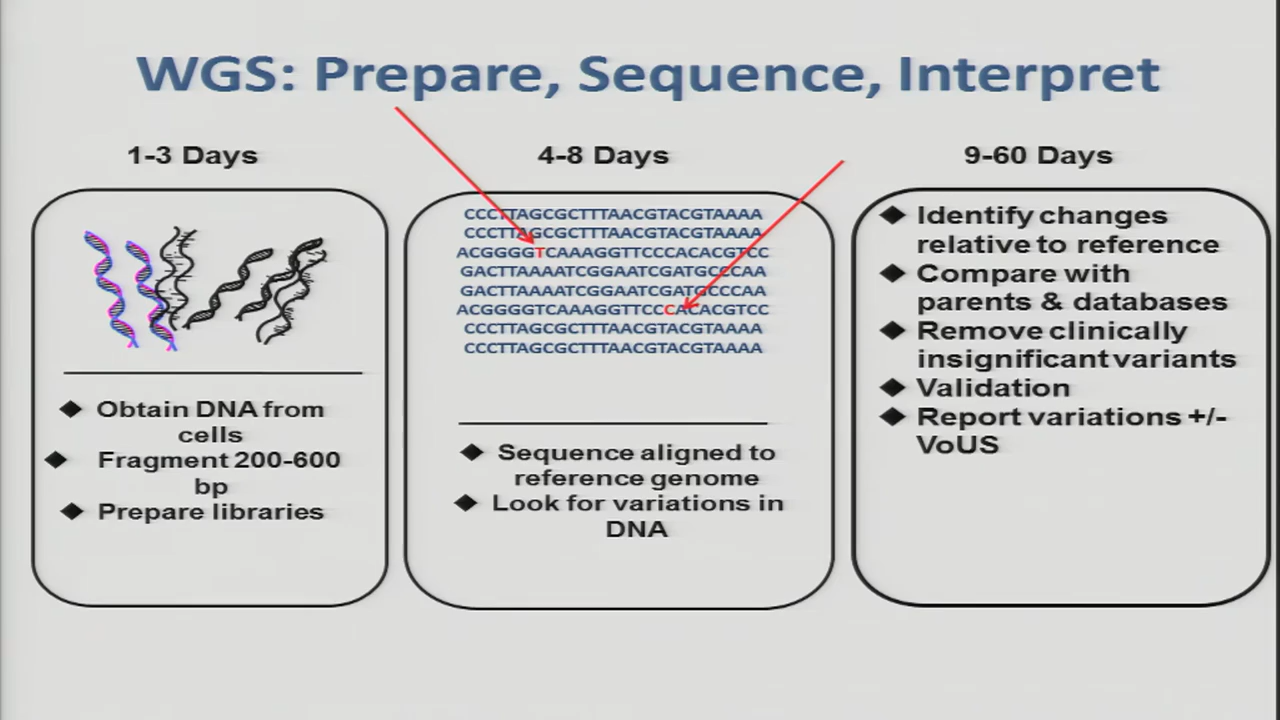 WGS: Prepare, Sequence, Interpret
1-3 Days
◆ Obtain DNA from
cells
◆ Fragment 200-600
bp
◆ Prepare libraries
4-8 Days
CCCTTAGCGCTTTAACGTACGTAAAA
CCCTTAGCGCTTTAACGTACGTAAAA
ACGGGGTCAAAGGTTCCCACACGTCC
GACTTAAAATCGGAATCGATGCCCAA
GACTTAAAATCGGAATCGATGCCCAA
ACGGGGTCAAAGGTTCCCACACGTCC
CCCTTAGCGCTTTAACGTACGTAAAA
CCCTTAGCGCTTTAACGTACGTAAAA
◆ Sequence aligned to
reference genome
◆ Look for variations in
DNA
9-60 Days
◆ Identify changes
relative to reference
◆ Compare with
parents & databases
◆ Remove clinically
insignificant variants
◆ Validation
◆ Report variations +/-
VoUS